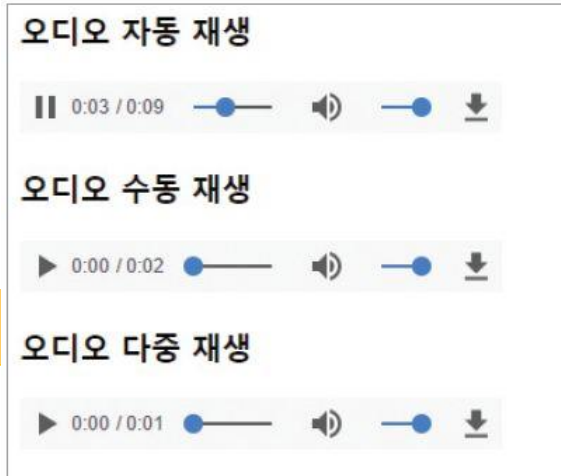 오디오 자동 재생
0:03 / 0:09
오디오 수동 재생
0:00 / 0:02
오디오 다중 재생
0:00 / 0:01